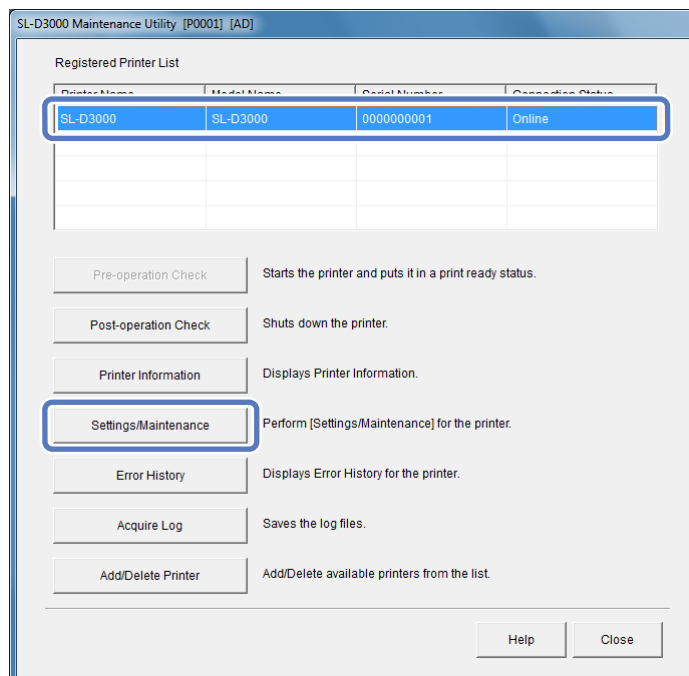 SL-D3000 Maintenance Utility [P0001] [AD]
Registered Printer List
Printer Name Model Name Serial Number Connection Status
SL-D3000 SL-D3000 0000000001 Online
Pre-operation Check Starts the printer and puts it in a print ready status.
Post-operation Check Shuts down the printer.
Printer Information Displays Printer Information.
Settings/Maintenance Perform [Settings/Maintenance] for the printer.
Error History Displays Error History for the printer.
Acquire Log Saves the log files.
Add/Delete Printer Add/Delete available printers from the list.
Help Close